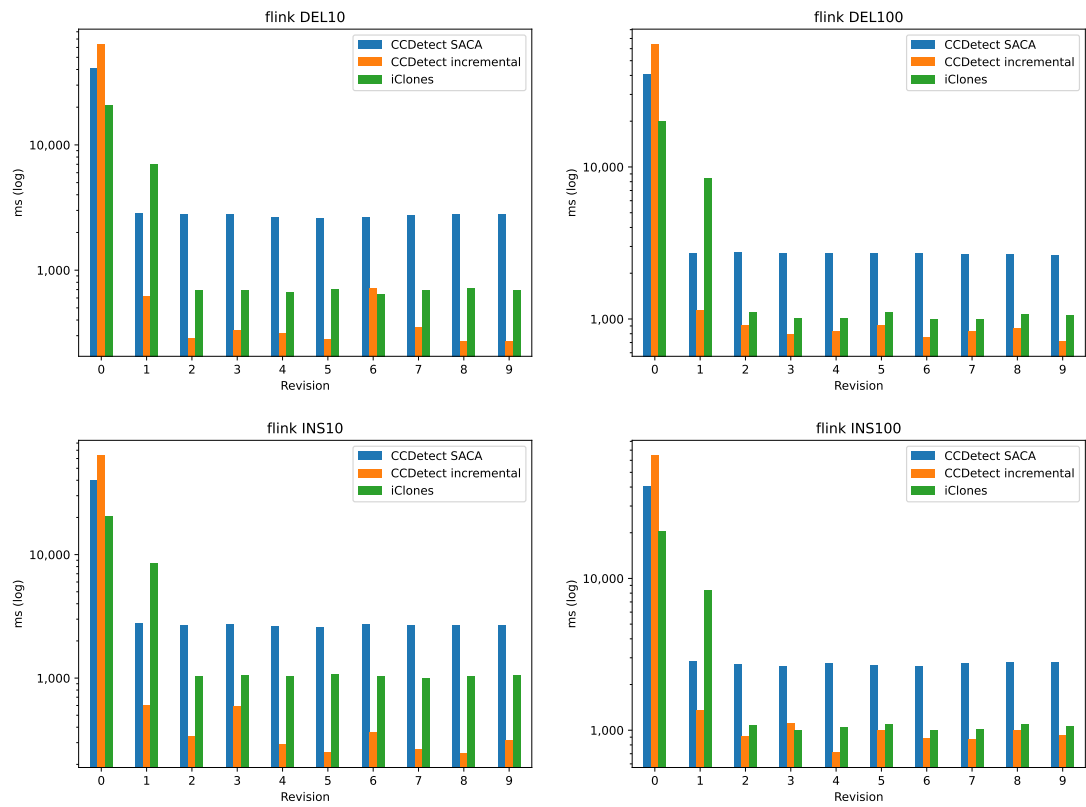 flink DEL10
CCDetect SACA
CCDetect incremental
iClones
10,000
1,000
ms (log)
0 1 2 3 4 5 6 7 8 9
Revision
flink DEL100
CCDetect SACA
CCDetect incremental
iClones
10,000
1,000
ms (log)
0 1 2 3 4 5 6 7 8 9
Revision
flink INS10
CCDetect SACA
CCDetect incremental
iClones
10,000
1,000
ms (log)
0 1 2 3 4 5 6 7 8 9
Revision
flink INS100
CCDetect SACA
CCDetect incremental
iClones
10,000
1,000
ms (log)
0 1 2 3 4 5 6 7 8 9
Revision